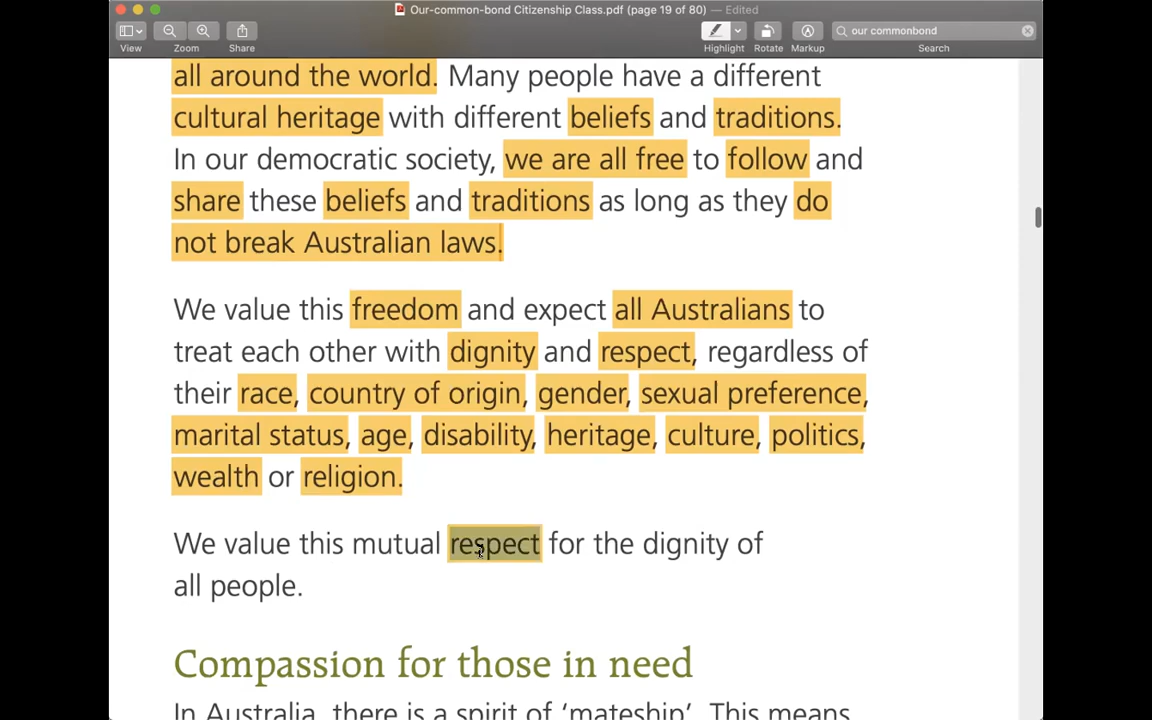 Our-common-bond Citizenship Class.pdf (page 19 of 80) — Edited
our commonbond
View Zoom Share Highlight Rotate Markup Search
all around the world. Many people have a different
cultural heritage with different beliefs and traditions.
In our democratic society, we are all free to follow and
share these beliefs and traditions as long as they do
not break Australian laws.
We value this freedom and expect all Australians to
treat each other with dignity and respect, regardless of
their race, country of origin, gender, sexual preference,
marital status, age, disability, heritage, culture, politics,
wealth or religion.
We value this mutual respect for the dignity of
all people.
Compassion for those in need
In Australia, there is a spirit of ‘mateship’. This means